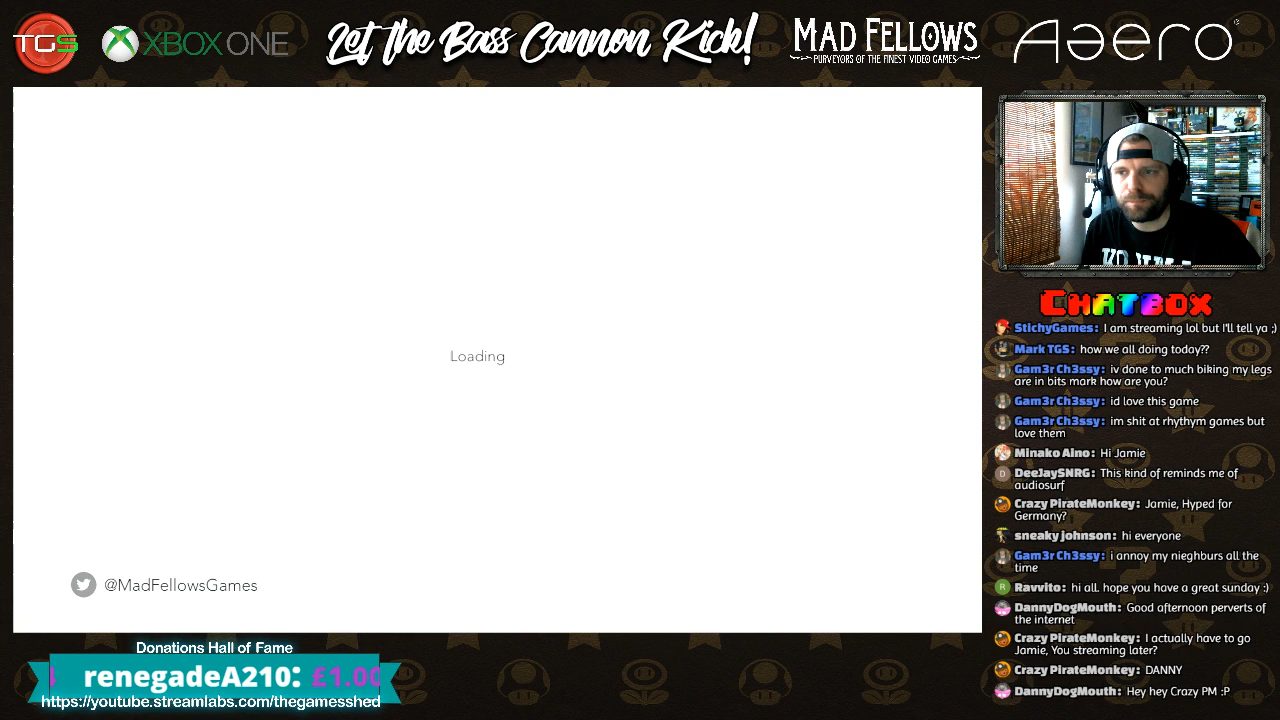 TGS XBOX ONE Let The Bass Cannon Kick! MAD FELLOWS Aaero
PURVEYORS OF THE FINEST VIDEO GAMES
Loading
@MadFellowsGames
CHATBOX
StichyGames: I am streaming lol but I'll tell ya ;)
Mark TGS: how we all doing today??
Gam3r Ch3ssy: iv done to much biking my legs
are in bits mark how are you?
Gam3r Ch3ssy: id love this game
Gam3r Ch3ssy: im shit at rhythym games but
love them
Minako Aino: Hi Jamie
D DeeJaySNRG: This kind of reminds me of
audiosurf
Crazy PirateMonkey: Jamie, Hyped for
Germany?
sneaky johnson: hi everyone
Gam3r Ch3ssy: i annoy my nieghburs all the
time
R Ravvito: hi all. hope you have a great sunday :)
DannyDogMouth: Good afternoon perverts of
the internet
Crazy PirateMonkey: I actually have to go
Jamie, You streaming later?
Crazy PirateMonkey: DANNY
DannyDogMouth: Hey hey Crazy PM :P
Donations Hall of Fame
renegadeA210: £1.00
https://youtube.streamlabs.com/thegamesshed